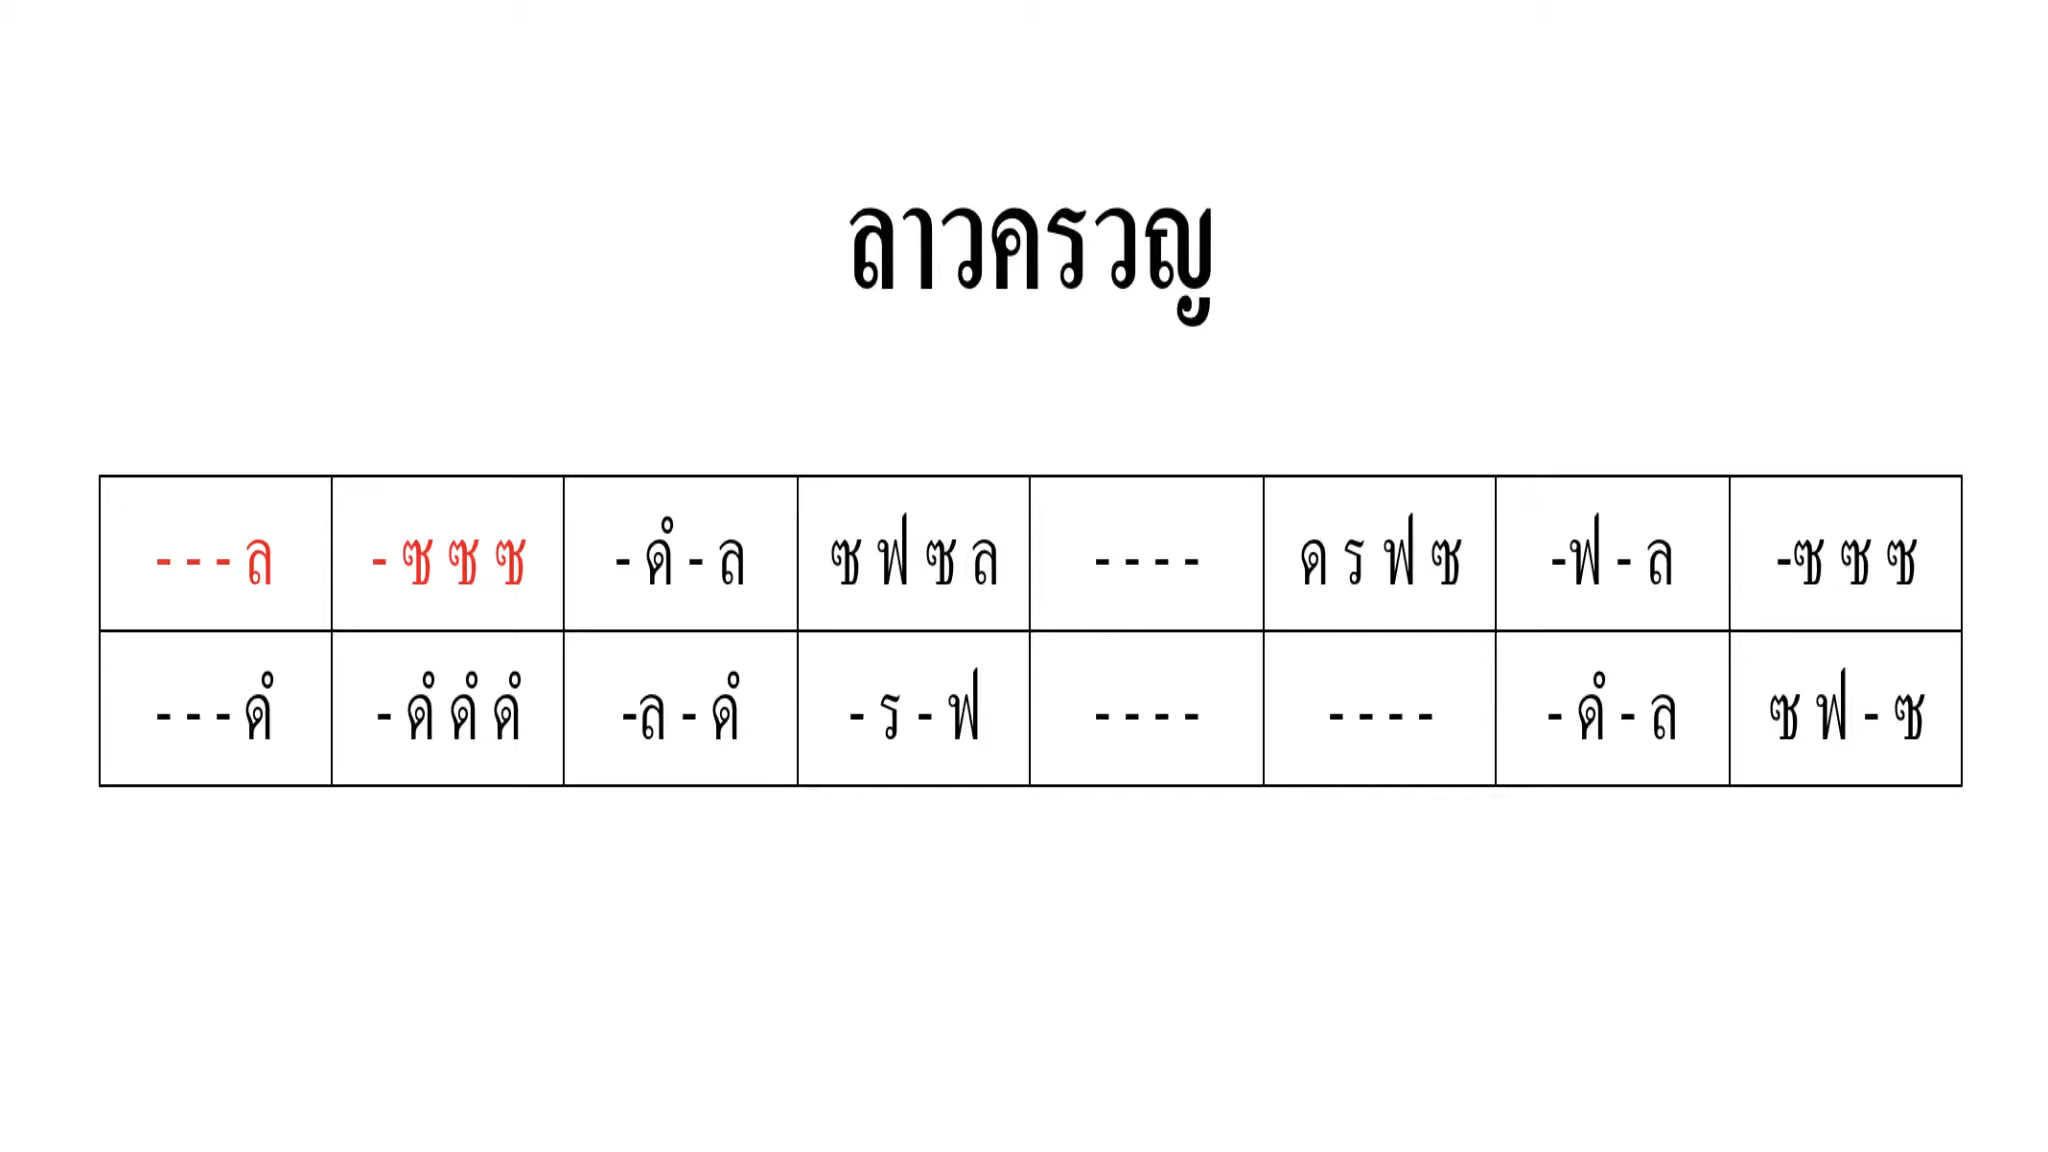 ลาวครวญ
- - - ล - ซ ซ ซ - ดํ - ล ซ ฟ ซ ล - - - - ด ร ฟ ซ -ฟ - ล -ซ ซ ซ
- - - ดํ - ดํ ดํ ดํ -ล - ดํ - ร - ฟ - - - - - - - - - ดํ - ล ซ ฟ - ซ